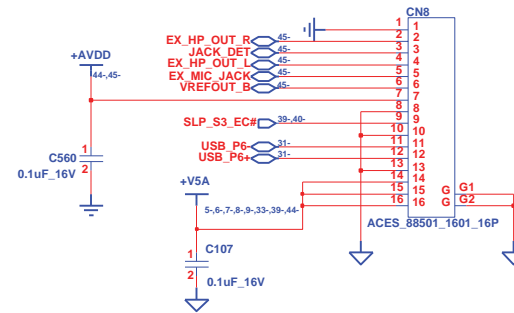 CN8
1 1
EX_HP_OUT_R 45- 2 2
JACK_DET 45- 3 3
EX_HP_OUT_L 45- 4 4
EX_MIC_JACK 45- 5 5
VREFOUT_B 45- 6 6
+AVDD
44-,45-
7 7
8 8
SLP_S3_EC# 39-,40- 9 9
10 10
USB_P6- 31- 11 11
USB_P6+ 31- 12 12
13 13
14 14
15 15 G G1
16 16 G G2
ACES_88501_1601_16P
1
C560
2
0.1uF_16V
+V5A
5-,6-,7-,8-,9-,33-,39-,44-
C107
1
2
0.1uF_16V